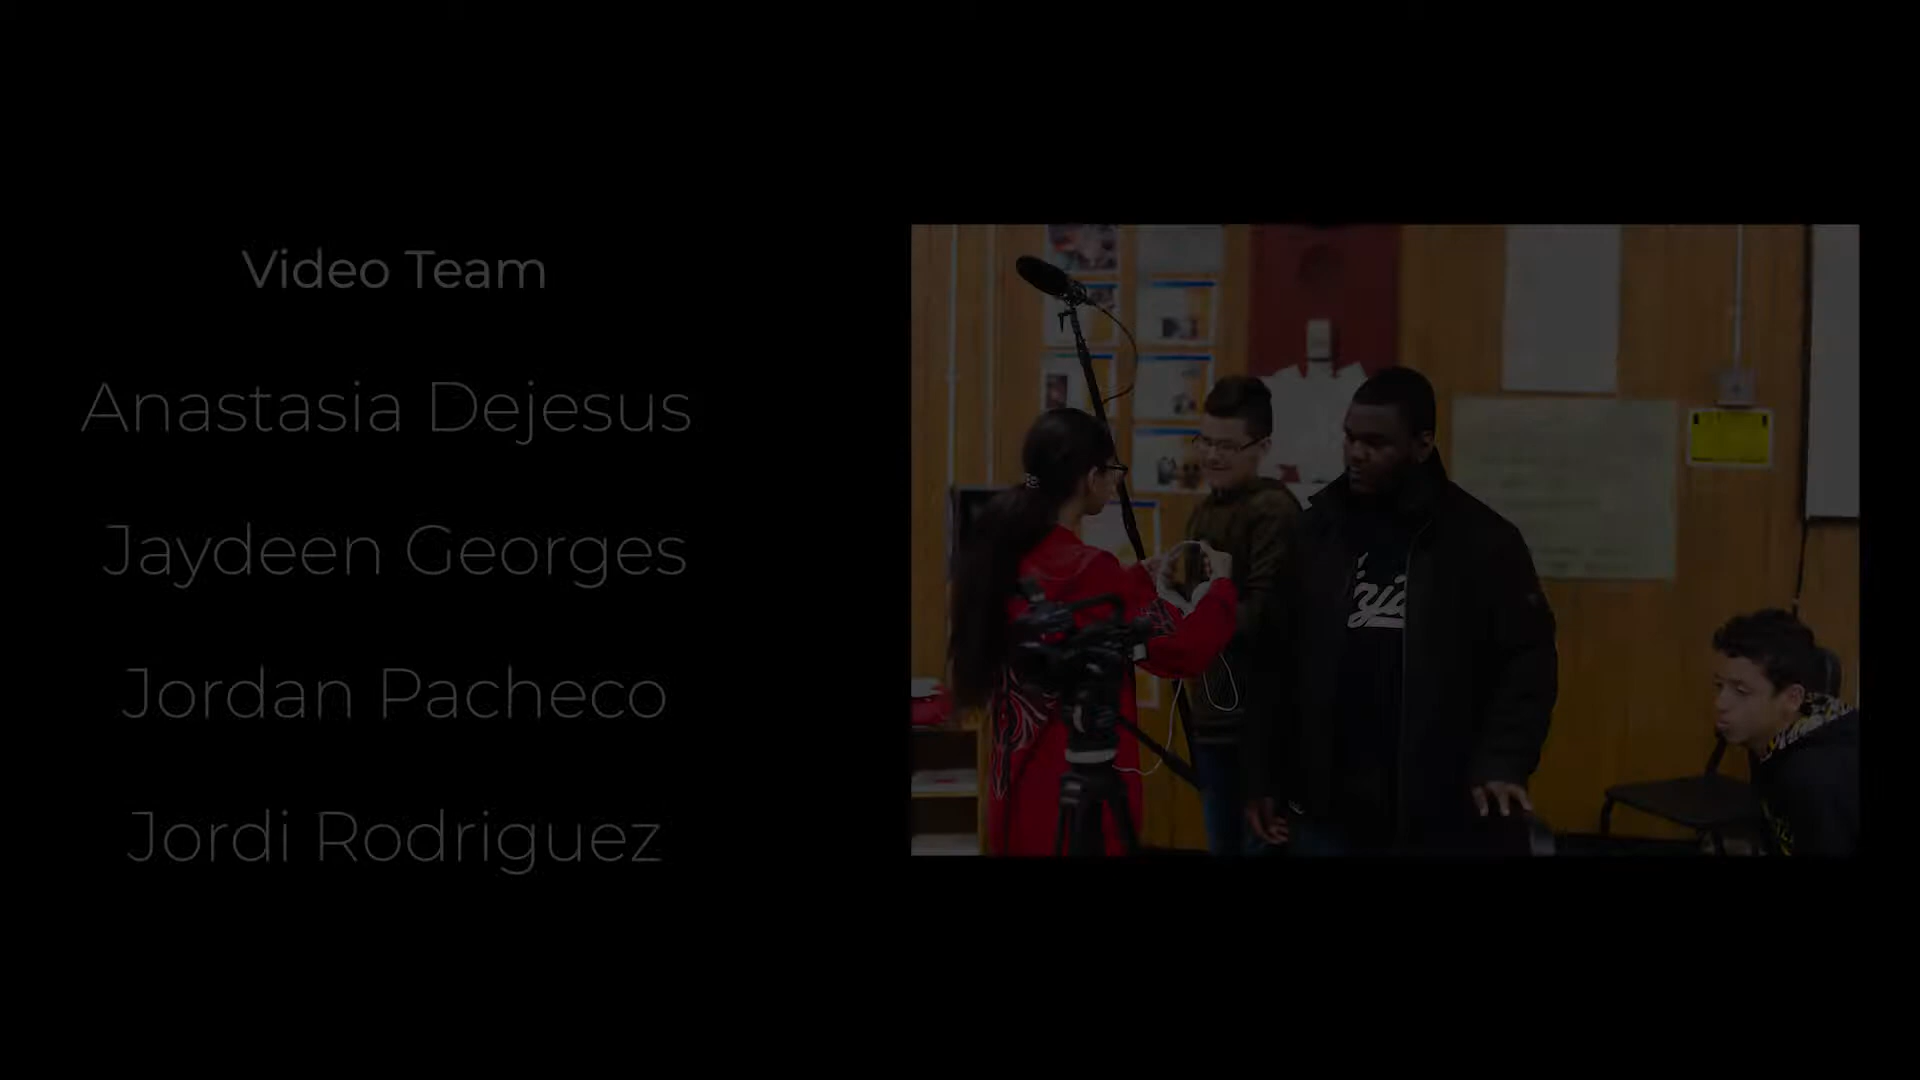 Video Team
Anastasia Dejesus
Jaydeen Georges
Jordan Pacheco
Jordi Rodriguez